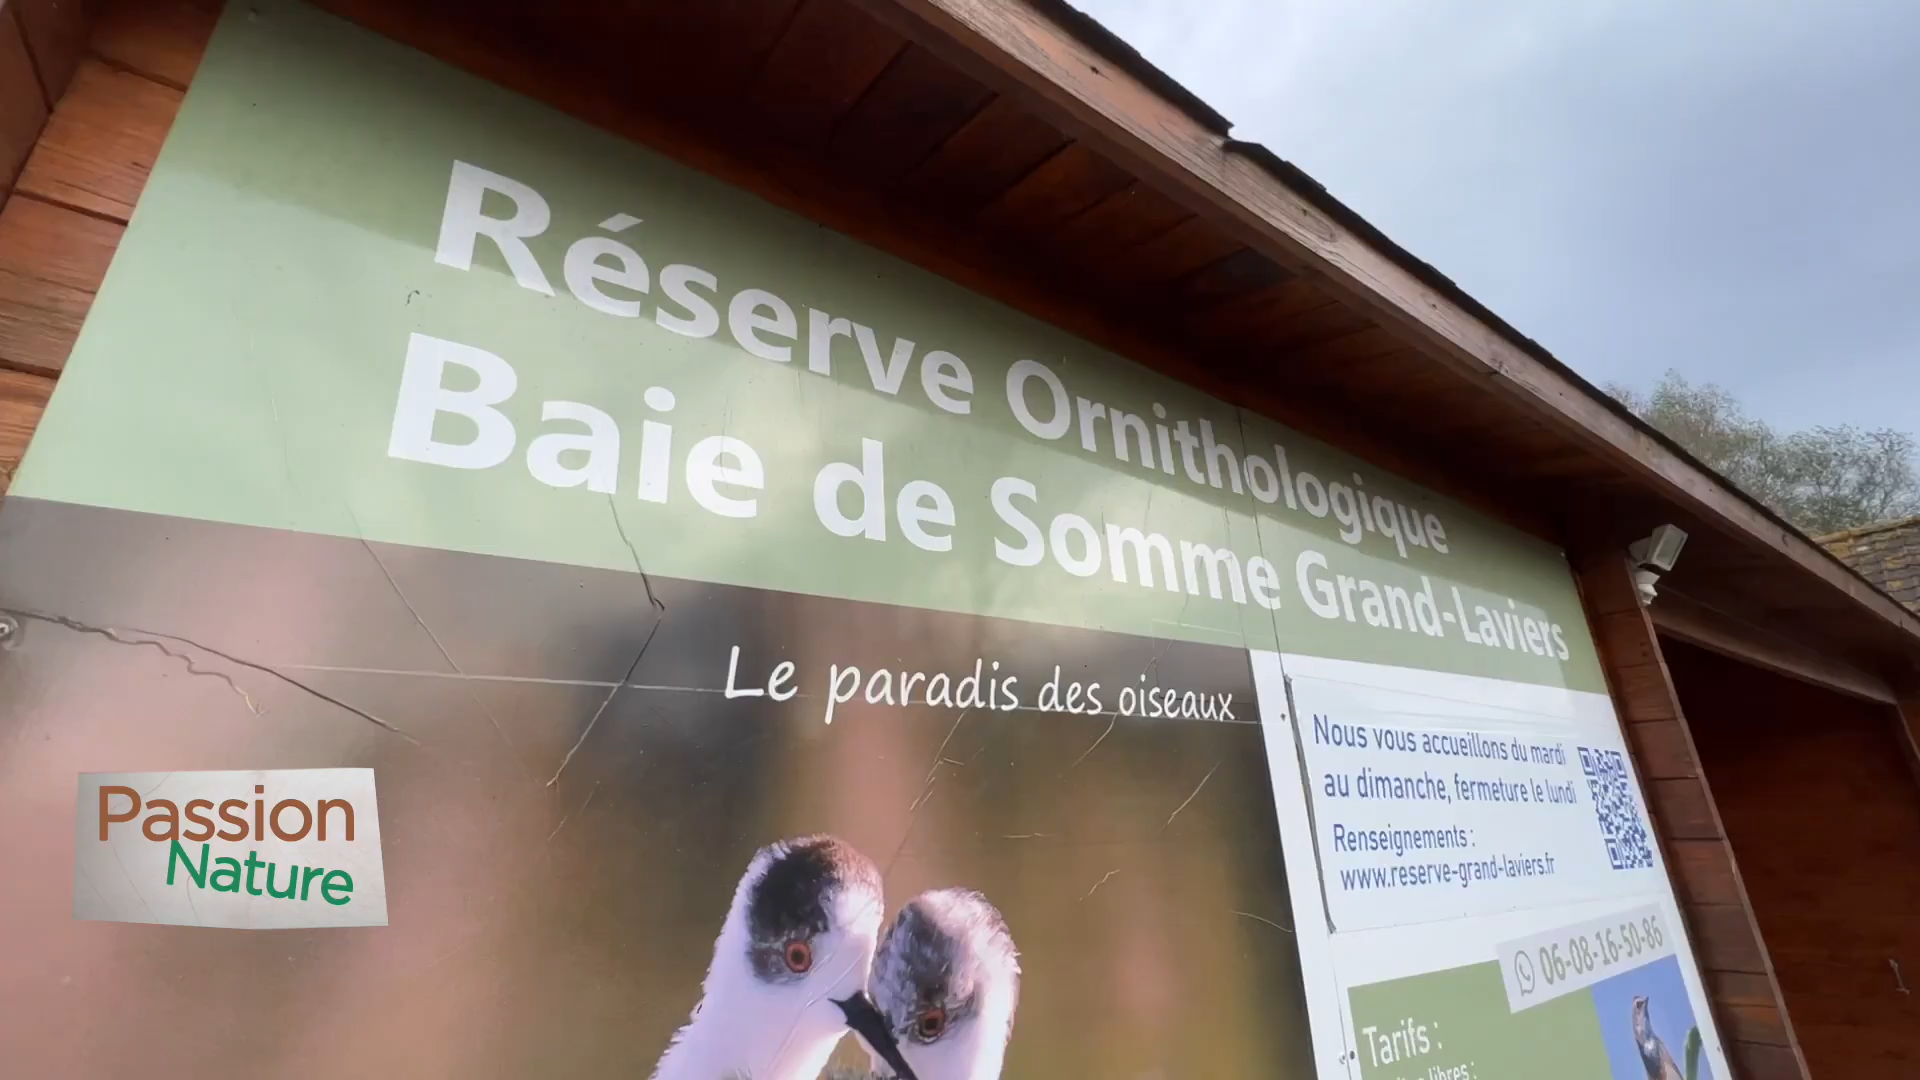 Réserve Ornithologique
Baie de Somme Grand-Laviers
Le paradis des oiseaux
Nous vous accueillons du mardi
au dimanche, fermeture le lundi
Renseignements :
www.reserve-grand-laviers.fr
06-08-16-50-86
Tarifs :
libres :
Passion
Nature